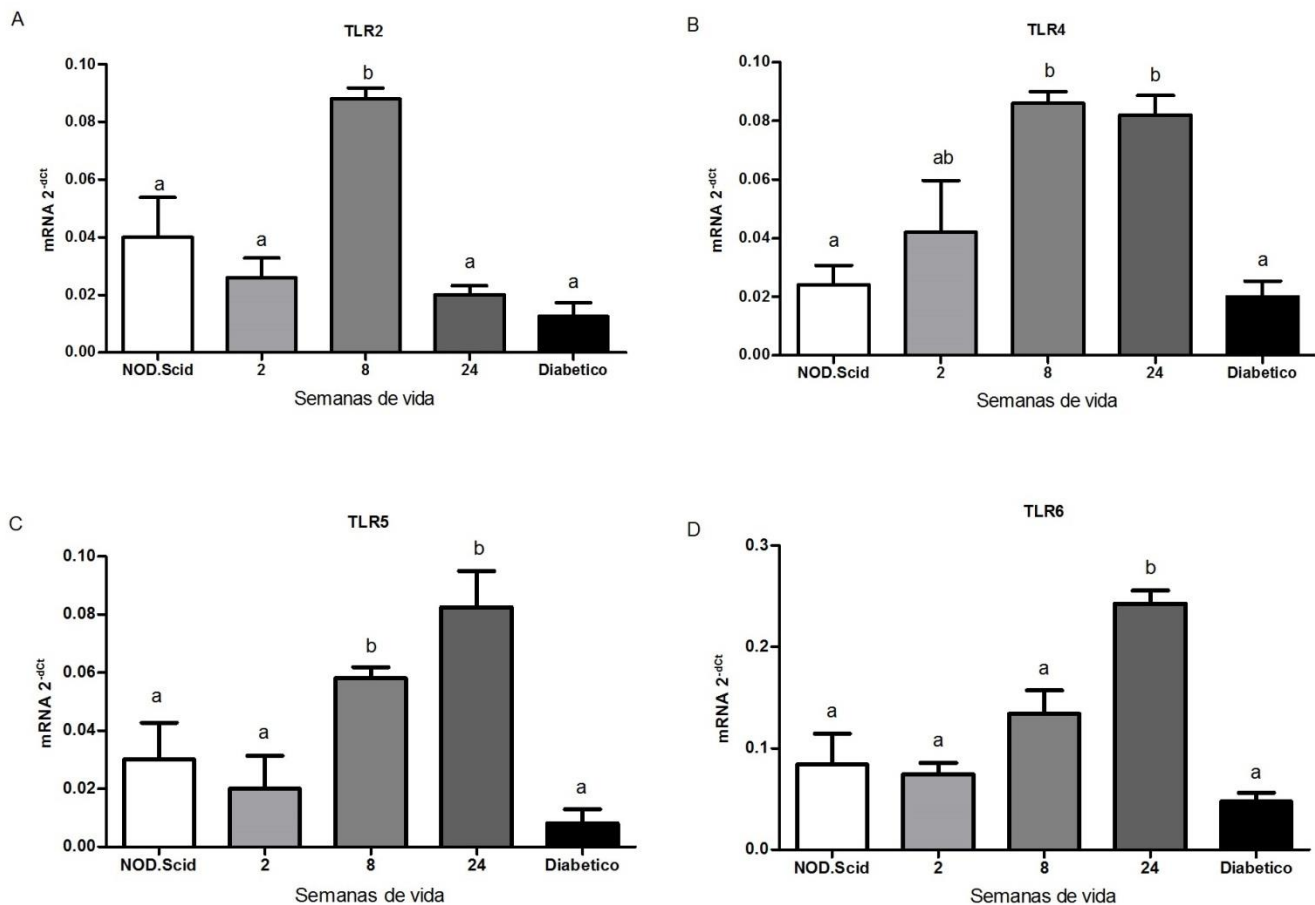 A
TLR2
mRNA 2^-dCt
0.10
0.08
0.06
0.04
0.02
0.00
a
a
b
a
a
NOD.Scid 2 8 24 Diabetico
Semanas de vida
B
TLR4
mRNA 2^-dCt
0.10
0.08
0.06
0.04
0.02
0.00
a
ab
b
b
a
NOD.Scid 2 8 24 Diabetico
Semanas de vida
C
TLR5
mRNA 2^-dCt
0.10
0.08
0.06
0.04
0.02
0.00
a
a
b
b
a
NOD.Scid 2 8 24 Diabetico
Semanas de vida
D
TLR6
mRNA 2^-dCt
0.3
0.2
0.1
0.0
a
a
a
b
a
NOD.Scid 2 8 24 Diabetico
Semanas de vida